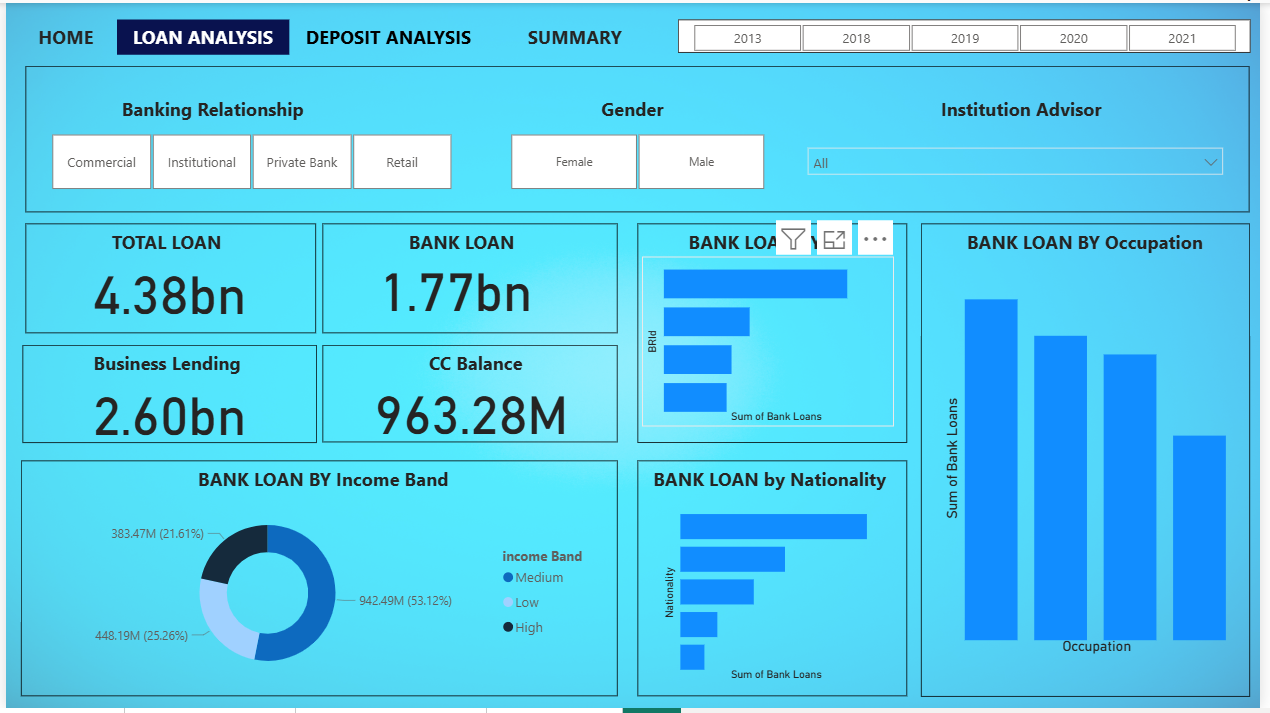 HOME LOAN ANALYSIS DEPOSIT ANALYSIS SUMMARY 2013 2018 2019 2020 2021
Banking Relationship Gender Institution Advisor
Commercial Institutional Private Bank Retail Female Male All
TOTAL LOAN
4.38bn
BANK LOAN
1.77bn
Business Lending
2.60bn
CC Balance
963.28M
BANK LOA
BRId
Sum of Bank Loans
BANK LOAN BY Occupation
Sum of Bank Loans
Occupation
BANK LOAN BY Income Band
383.47M (21.61%)
942.49M (53.12%)
448.19M (25.26%)
income Band
Medium
Low
High
BANK LOAN by Nationality
Nationality
Sum of Bank Loans